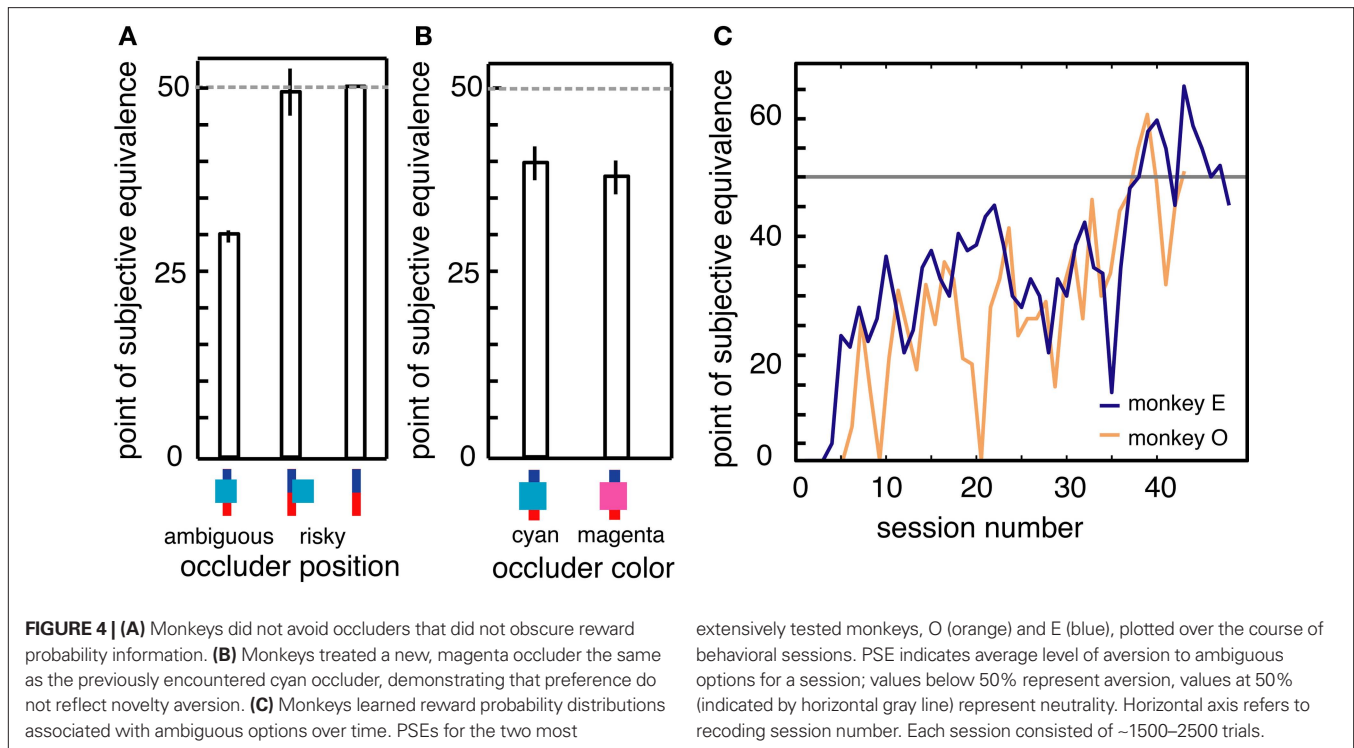 A
point of subjective equivalence
50
25
0
ambiguous risky
occluder position
B
point of subjective equivalence
50
25
0
cyan magenta
occluder color
C
point of subjective equivalence
60
40
20
0
0 10 20 30 40
session number
monkey E
monkey O
FIGURE 4 | (A) Monkeys did not avoid occluders that did not obscure reward
probability information. (B) Monkeys treated a new, magenta occluder the same
as the previously encountered cyan occluder, demonstrating that preference do
not reflect novelty aversion. (C) Monkeys learned reward probability distributions
associated with ambiguous options over time. PSEs for the two most
extensively tested monkeys, O (orange) and E (blue), plotted over the course of
behavioral sessions. PSE indicates average level of aversion to ambiguous
options for a session; values below 50% represent aversion, values at 50%
(indicated by horizontal gray line) represent neutrality. Horizontal axis refers to
recoding session number. Each session consisted of ~1500–2500 trials.